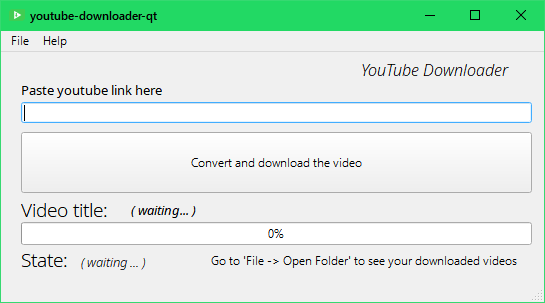 youtube-downloader-qt
File Help
YouTube Downloader
Paste youtube link here
Convert and download the video
Video title: ( waiting... )
0%
State: ( waiting ... ) Go to 'File -> Open Folder' to see your downloaded videos